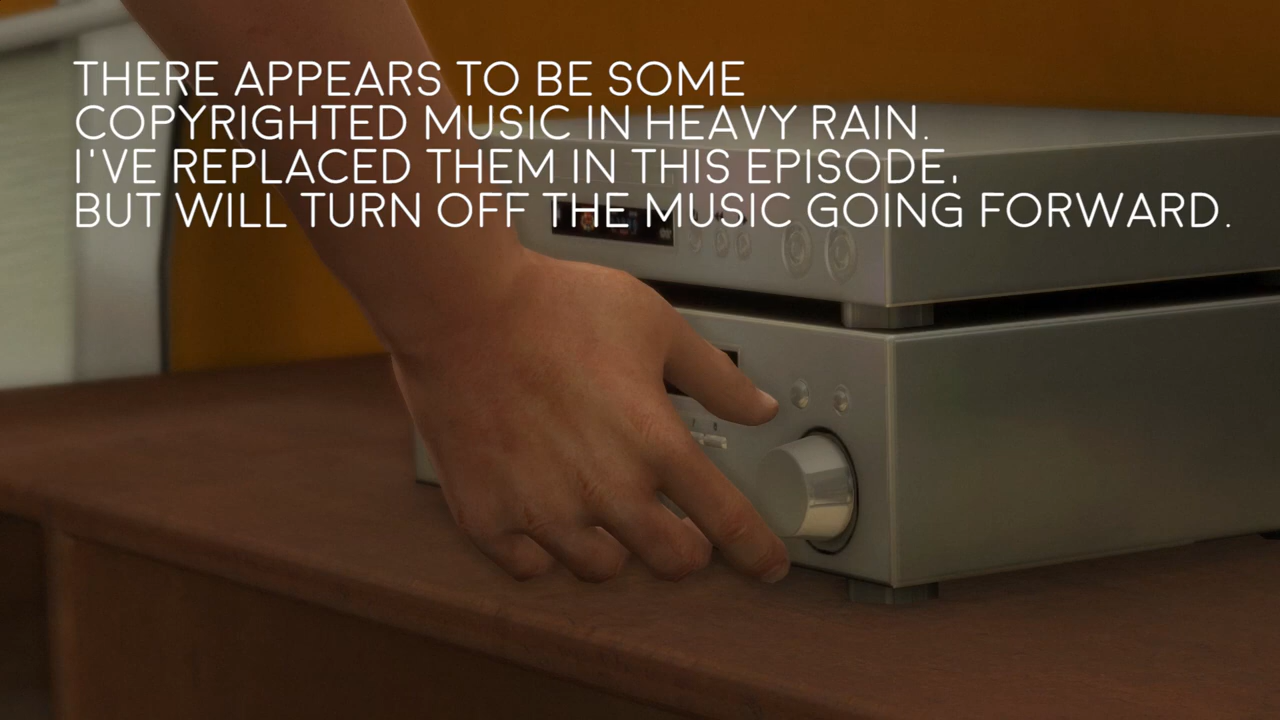 THERE APPEARS TO BE SOME
COPYRIGHTED MUSIC IN HEAVY RAIN.
I'VE REPLACED THEM IN THIS EPISODE,
BUT WILL TURN OFF THE MUSIC GOING FORWARD.